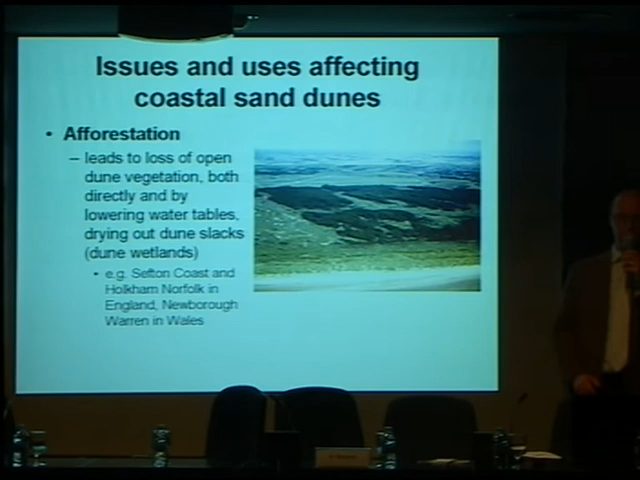 Issues and uses affecting
coastal sand dunes
• Afforestation
– leads to loss of open
dune vegetation, both
directly and by
lowering water tables,
drying out dune slacks
(dune wetlands)
• e.g. Sefton Coast and
Holkham Norfolk in
England, Newborough
Warren in Wales